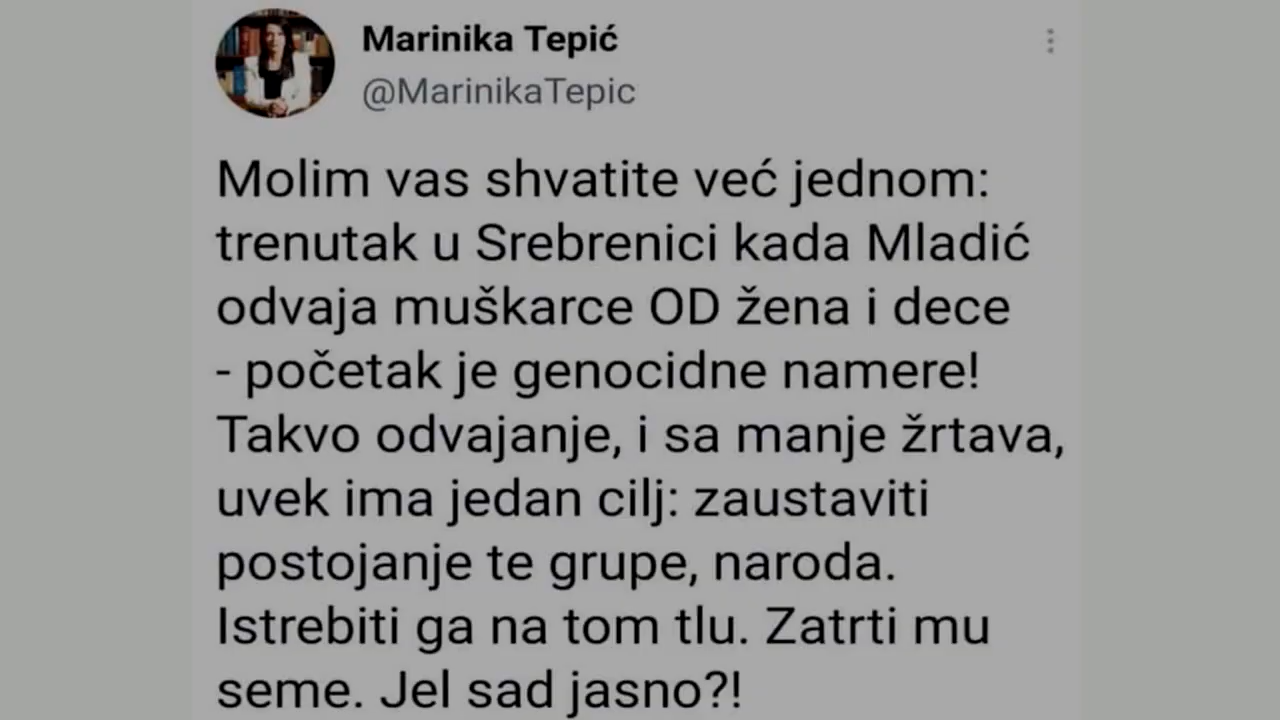 Marinika Tepić
@MarinikaTepic
Molim vas shvatite već jednom:
trenutak u Srebrenici kada Mladić
odvaja muškarce OD žena i dece
- početak je genocidne namere!
Takvo odvajanje, i sa manje žrtava,
uvek ima jedan cilj: zaustaviti
postojanje te grupe, naroda.
Istrebiti ga na tom tlu. Zatrti mu
seme. Jel sad jasno?!